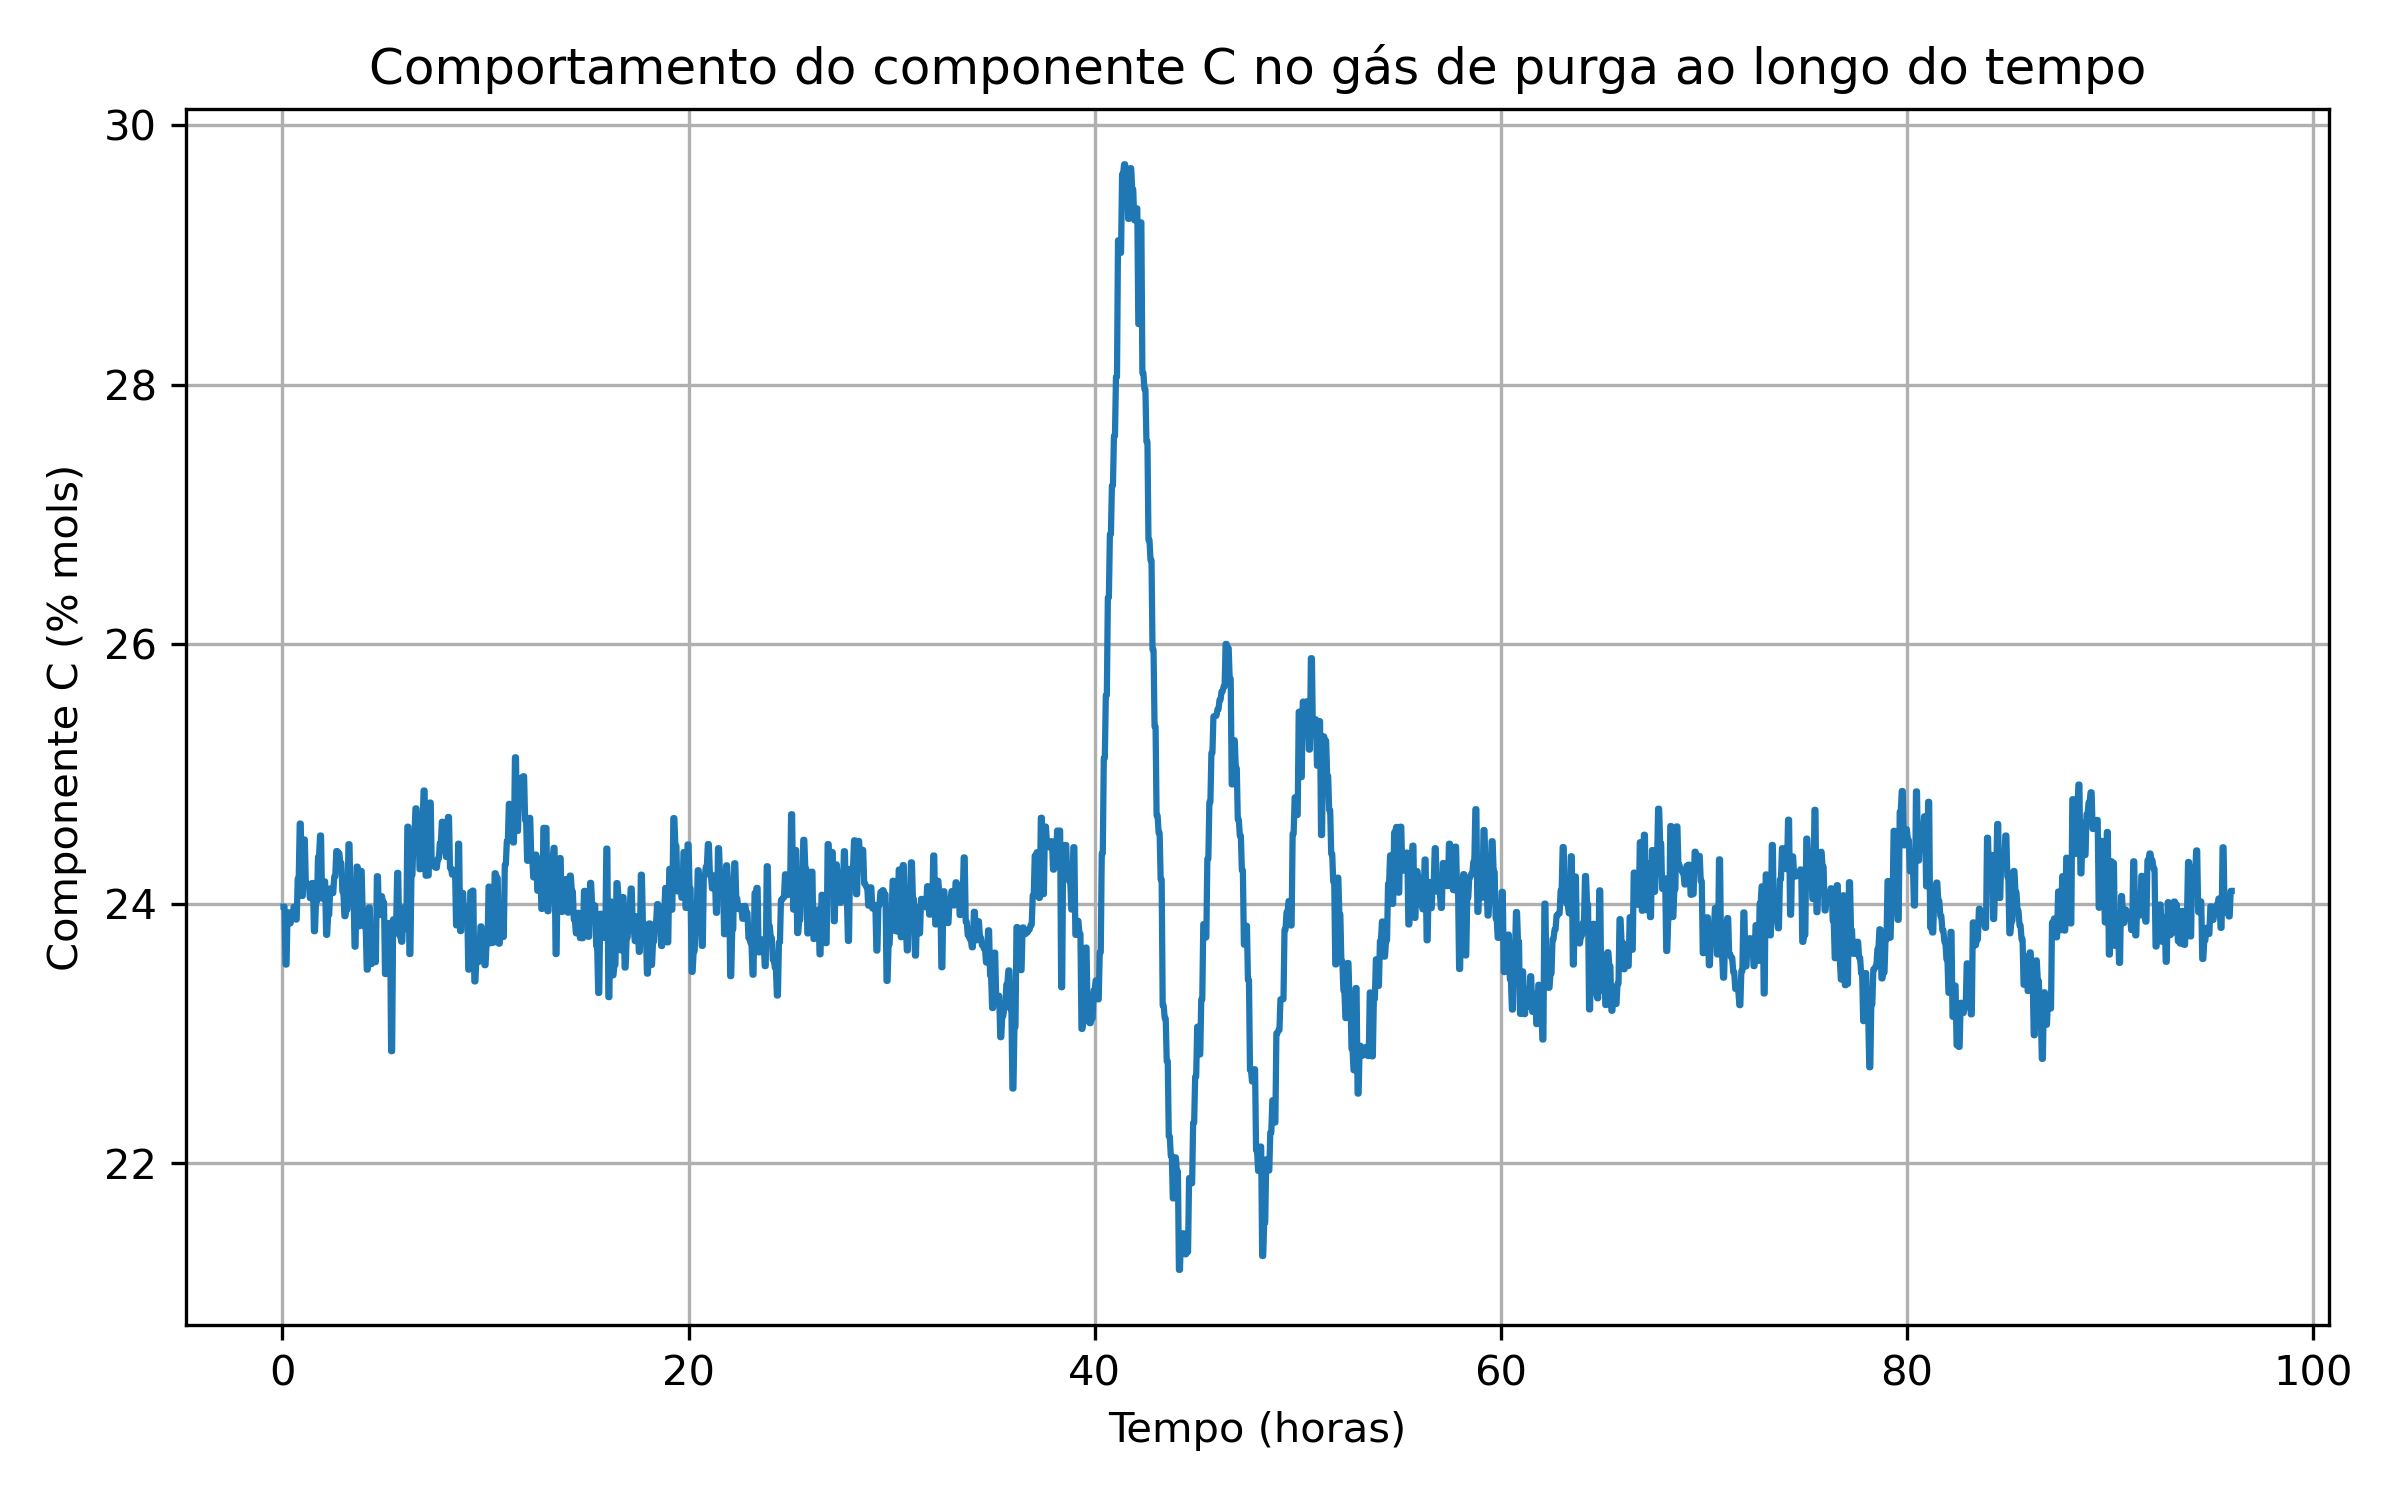 Comportamento do componente C no gás de purga ao longo do tempo
30
28
26
24
22
Componente C (% mols)
0 20 40 60 80 100
Tempo (horas)